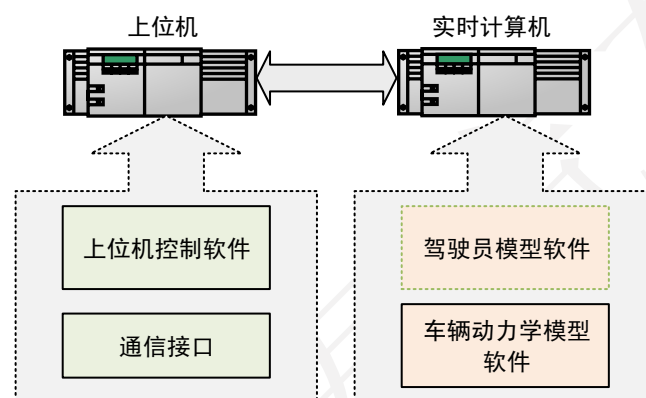 上位机
实时计算机
上位机控制软件
驾驶员模型软件
通信接口
车辆动力学模型
软件